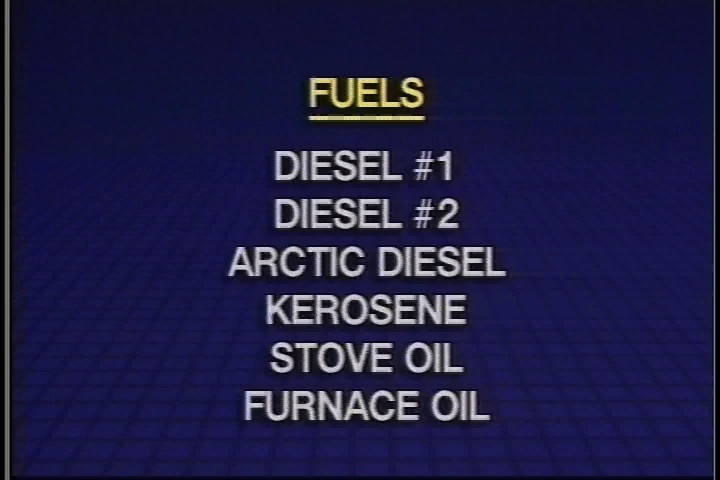 FUELS
DIESEL #1
DIESEL #2
ARCTIC DIESEL
KEROSENE
STOVE OIL
FURNACE OIL